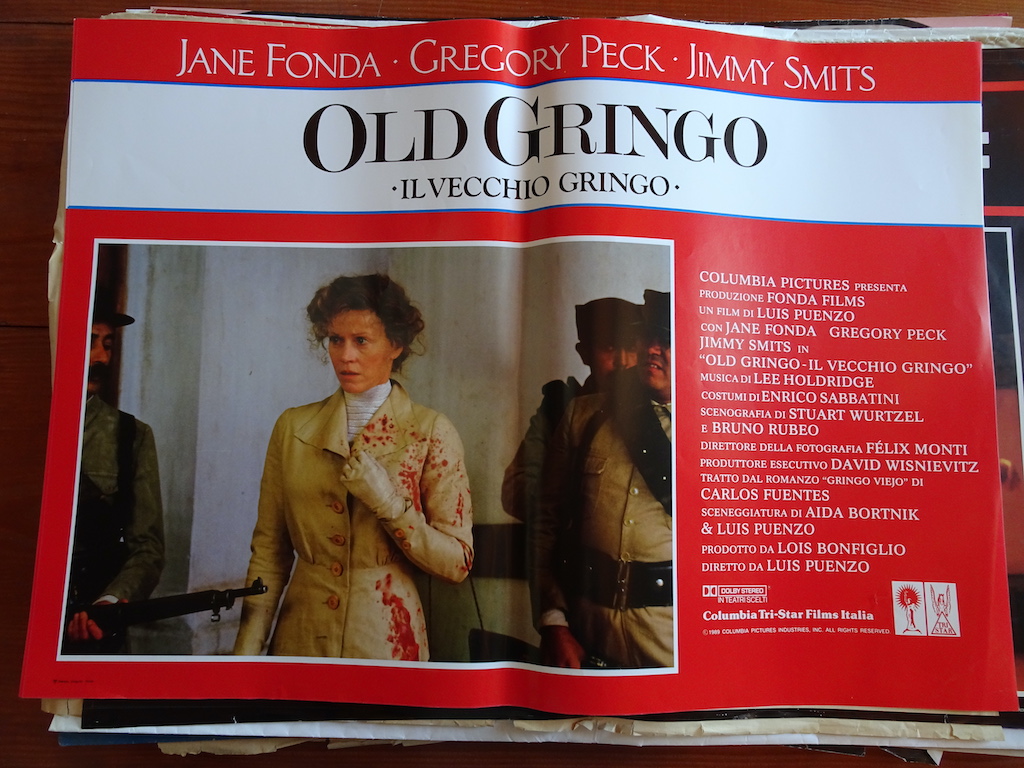 JANE FONDA · GREGORY PECK · JIMMY SMITS
OLD GRINGO
·IL VECCHIO GRINGO·
COLUMBIA PICTURES PRESENTA
PRODUZIONE FONDA FILMS
UN FILM DI LUIS PUENZO
CON JANE FONDA GREGORY PECK
JIMMY SMITS IN
“OLD GRINGO-IL VECCHIO GRINGO”
MUSICA DI LEE HOLDRIDGE
COSTUMI DI ENRICO SABBATINI
SCENOGRAFIA DI STUART WURTZEL
E BRUNO RUBEO
DIRETTORE DELLA FOTOGRAFIA FÉLIX MONTI
PRODUTTORE ESECUTIVO DAVID WISNIEVITZ
TRATTO DAL ROMANZO “GRINGO VIEJO” DI
CARLOS FUENTES
SCENEGGIATURA DI AIDA BORTNIK
& LUIS PUENZO
PRODOTTO DA LOIS BONFIGLIO
DIRETTO DA LUIS PUENZO
DOLBY STEREO
IN TEATRI SCELTI
Columbia Tri-Star Films Italia
©1989 COLUMBIA PICTURES INDUSTRIES, INC. ALL RIGHTS RESERVED
TRI
STAR